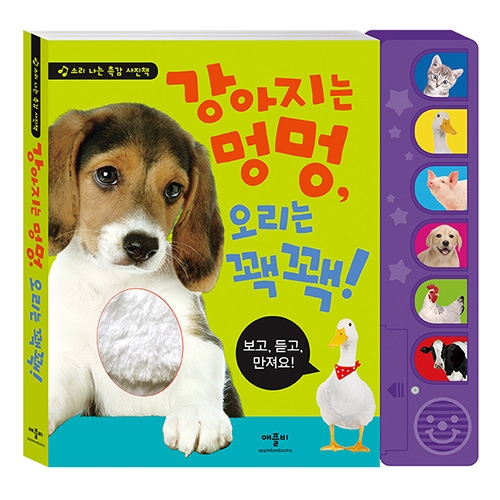 소리 나는 촉감 사진책
강아지는
멍멍,
오리는
꽥꽥!
보고, 듣고,
만져요!
애플비
applebeebooks
소리 나는 촉감 사진책
강아지는 멍멍, 오리는 꽥꽥!
애플비